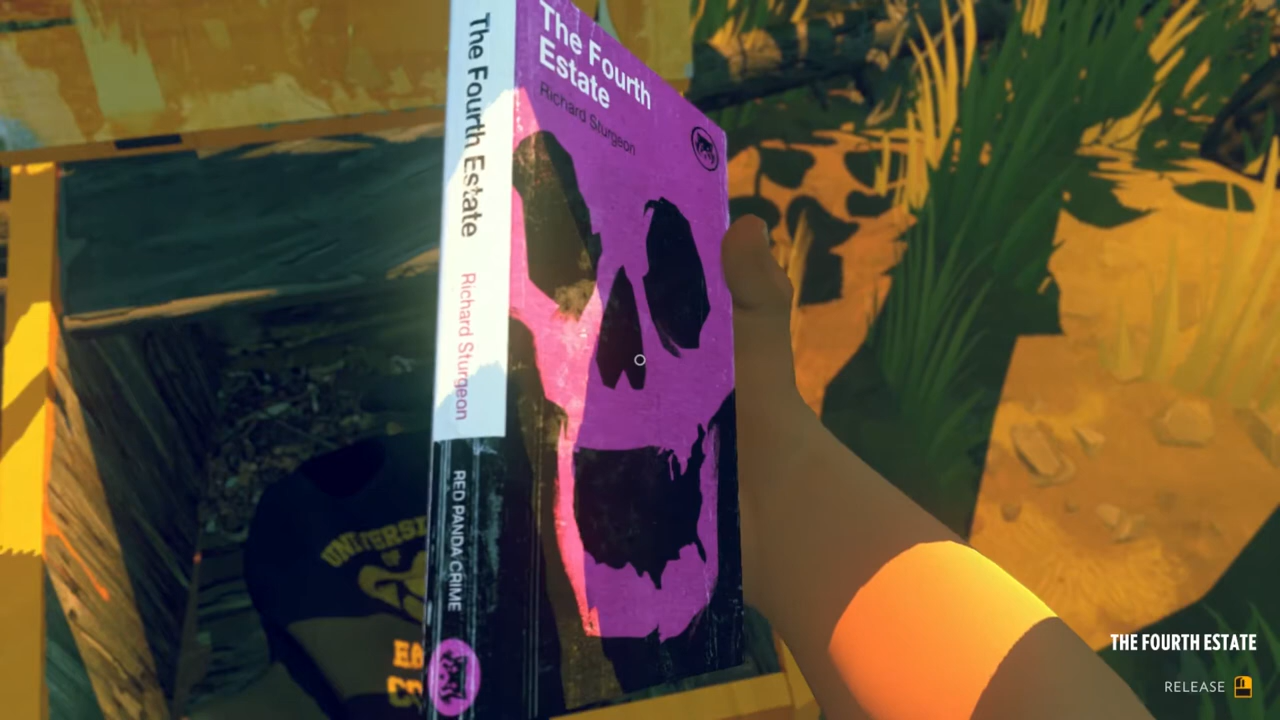 The Fourth Estate
Richard Sturgeon
RED PANDA CRIME
The Fourth
Estate
Richard Sturgeon
THE FOURTH ESTATE
RELEASE